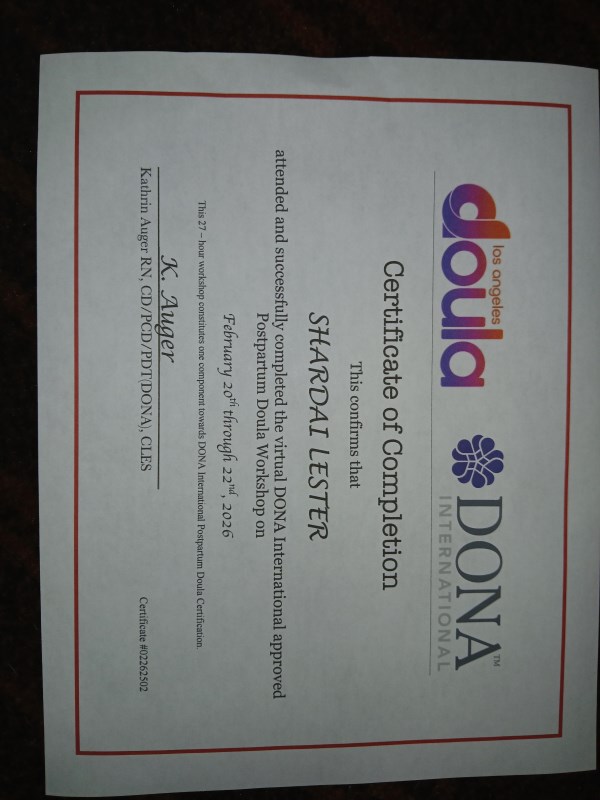 los angeles
doula
DONA™
INTERNATIONAL
Certificate of Completion
This confirms that
SHARDAI LESTER
attended and successfully completed the virtual DONA International approved
Postpartum Doula Workshop on
February 20th through 22nd, 2026
This 27 – hour workshop constitutes one component towards DONA International Postpartum Doula Certification.
K. Auger
Kathrin Auger RN, CD/PCD/PDT(DONA), CLES
Certificate #02262502